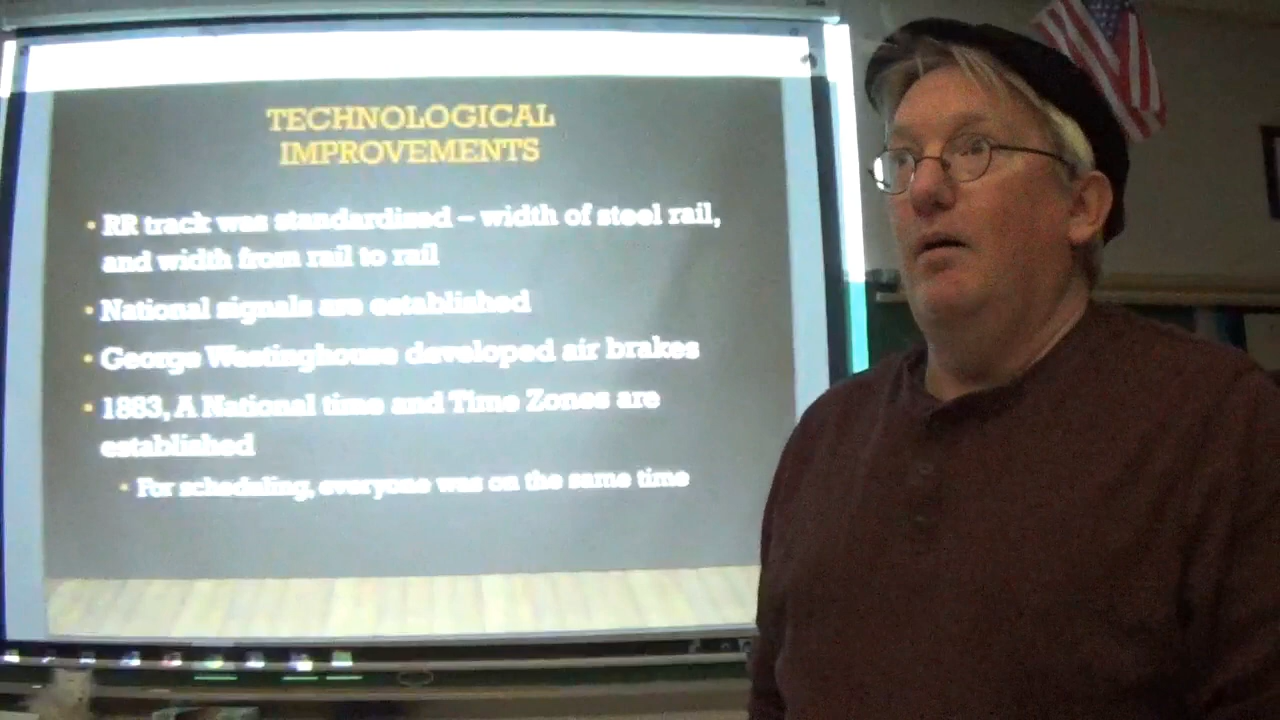 TECHNOLOGICAL
IMPROVEMENTS
• RR track was standardized – width of steel rail,
and width from rail to rail
• National signals are established
• George Westinghouse developed air brakes
• 1883, A National time and Time Zones are
established
• For scheduling, everyone was on the same time